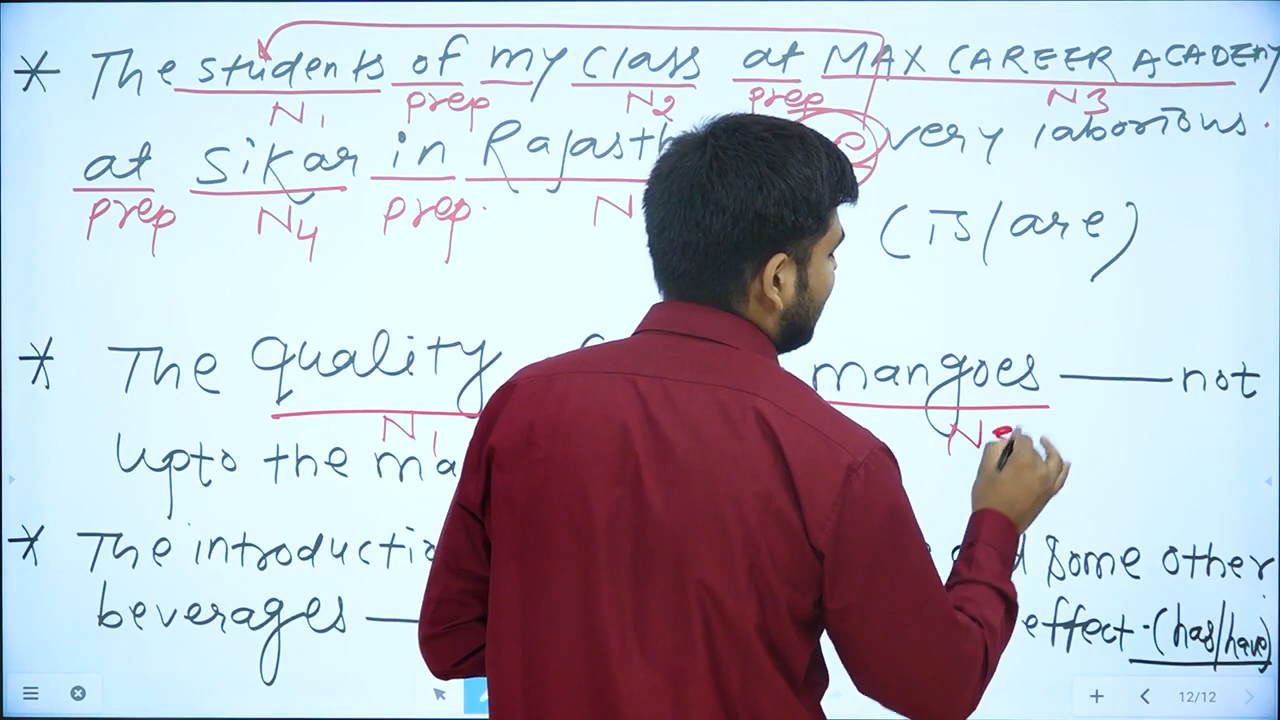 * The students of my class at MAX CAREER ACADEMY
N1 prep N2 prep N3
at Sikar in Rajasth very laborious.
prep N4 prep. N
(is/are)
* The quality mangoes —— not
N1 N
upto the ma
* The introductio some other
beverages — effect.(has/have)
12/12